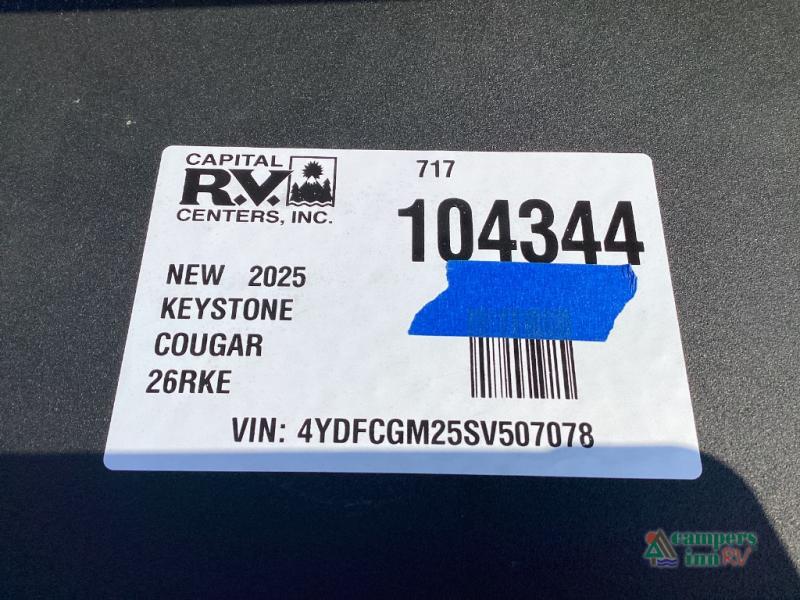 CAPITAL
R.V.
CENTERS, INC.
717
104344
NEW 2025
KEYSTONE
COUGAR
26RKE
VIN: 4YDFCGM25SV507078
campers
inn RV